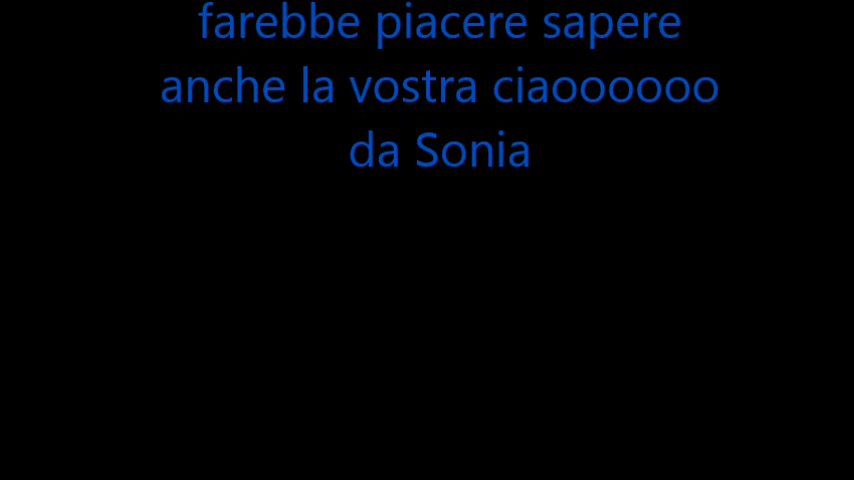 farebbe piacere sapere
anche la vostra ciaoooooo
da Sonia